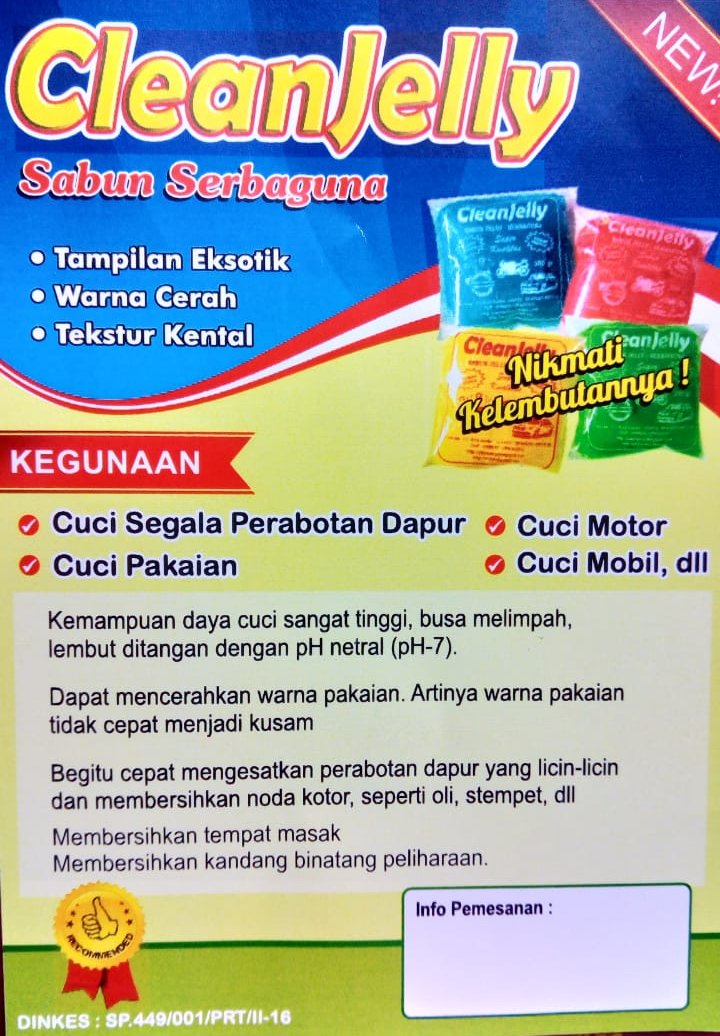 NEW!
CleanJelly
Sabun Serbaguna
• Tampilan Eksotik
• Warna Cerah
• Tekstur Kental
CleanJelly
CleanJelly
CleanJelly
CleanJelly
Nikmati
Kelembutannya !
KEGUNAAN
Cuci Segala Perabotan Dapur
Cuci Motor
Cuci Pakaian
Cuci Mobil, dll
Kemampuan daya cuci sangat tinggi, busa melimpah,
lembut ditangan dengan pH netral (pH-7).
Dapat mencerahkan warna pakaian. Artinya warna pakaian
tidak cepat menjadi kusam
Begitu cepat mengesatkan perabotan dapur yang licin-licin
dan membersihkan noda kotor, seperti oli, stempet, dll
Membersihkan tempat masak
Membersihkan kandang binatang peliharaan.
Info Pemesanan :
RECOMMENDED
DINKES : SP.449/001/PRT/II-16